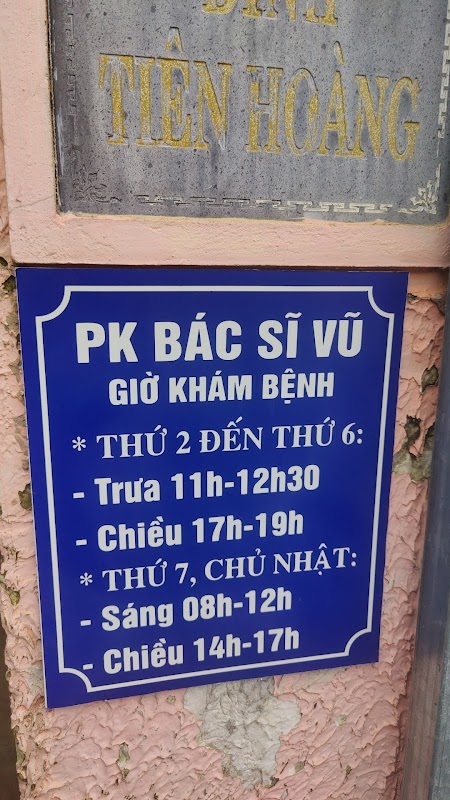 ĐINH
TIÊN HOÀNG
PK BÁC SĨ VŨ
GIỜ KHÁM BỆNH
* THỨ 2 ĐẾN THỨ 6:
- Trưa 11h-12h30
- Chiều 17h-19h
* THỨ 7, CHỦ NHẬT:
- Sáng 08h-12h
- Chiều 14h-17h